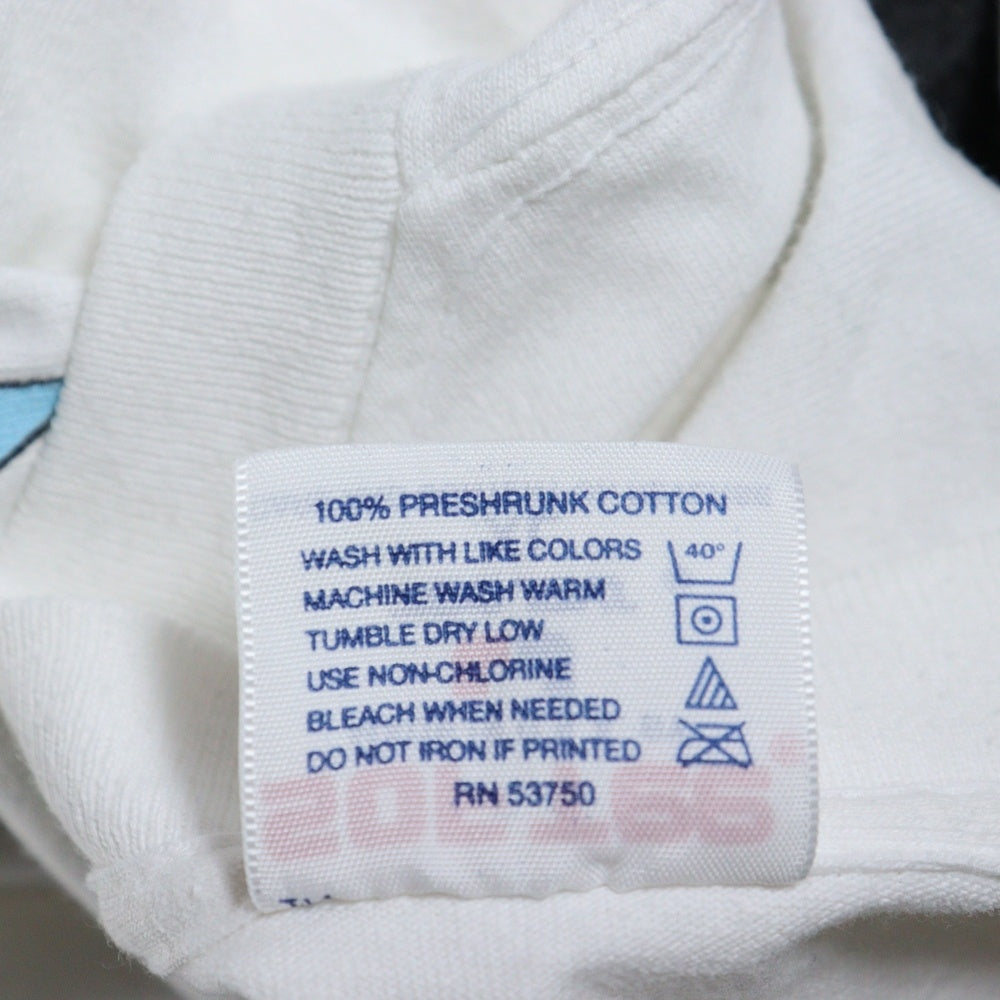 100% PRESHRUNK COTTON
WASH WITH LIKE COLORS
40°
MACHINE WASH WARM
TUMBLE DRY LOW
USE NON-CHLORINE
BLEACH WHEN NEEDED
DO NOT IRON IF PRINTED
RN 53750